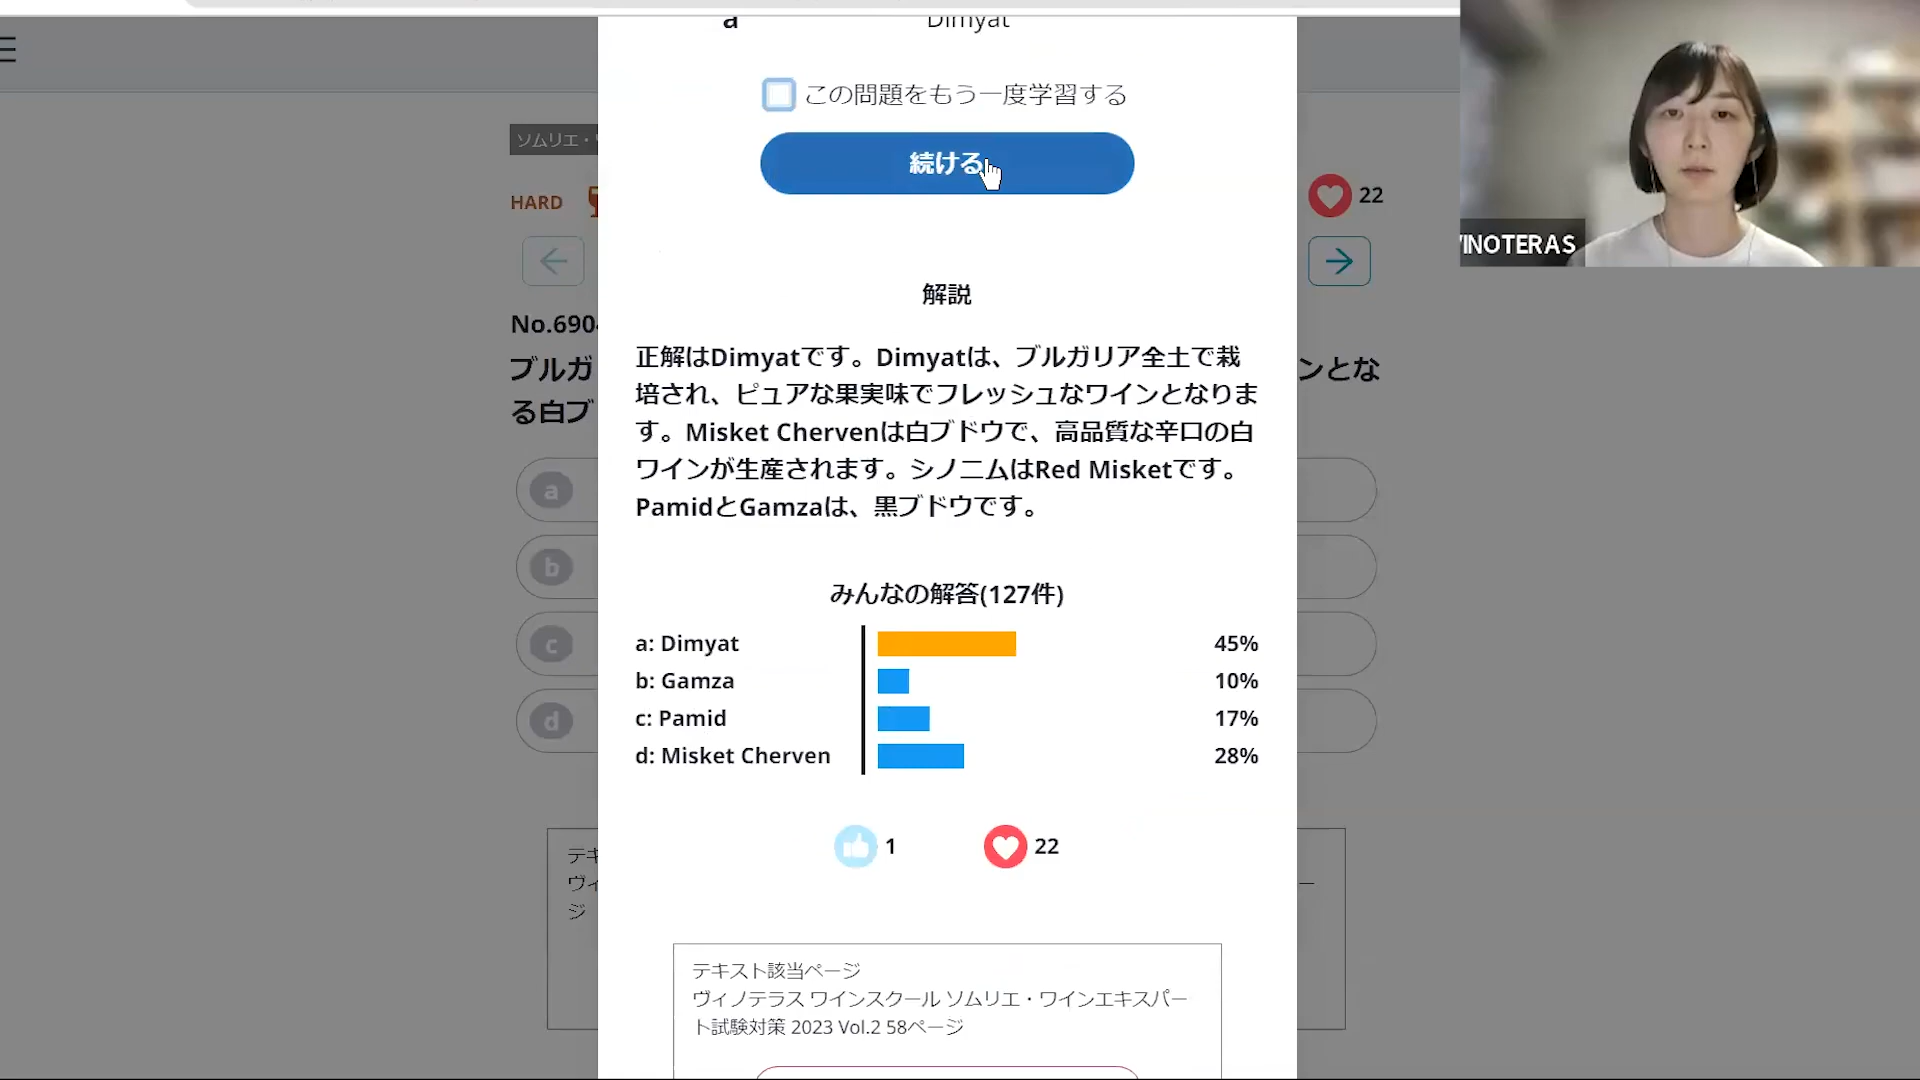 a Dimyat
この問題をもう一度学習する
続ける
ソムリエ・
HARD
22
VINOTERAS
解説
No.690
ブルガ
ンとな
る白ブ
正解はDimyatです。Dimyatは、ブルガリア全土で栽
培され、ピュアな果実味でフレッシュなワインとなりま
す。Misket Chervenは白ブドウで、高品質な辛口の白
ワインが生産されます。シノニムはRed Misketです。
PamidとGamzaは、黒ブドウです。
a
b
c
d
みんなの解答(127件)
a: Dimyat 45%
b: Gamza 10%
c: Pamid 17%
d: Misket Cherven 28%
1 22
テキ
ヴィ
ー
ジ
テキスト該当ページ
ヴィノテラス ワインスクール ソムリエ・ワインエキスパー
ト試験対策 2023 Vol.2 58ページ